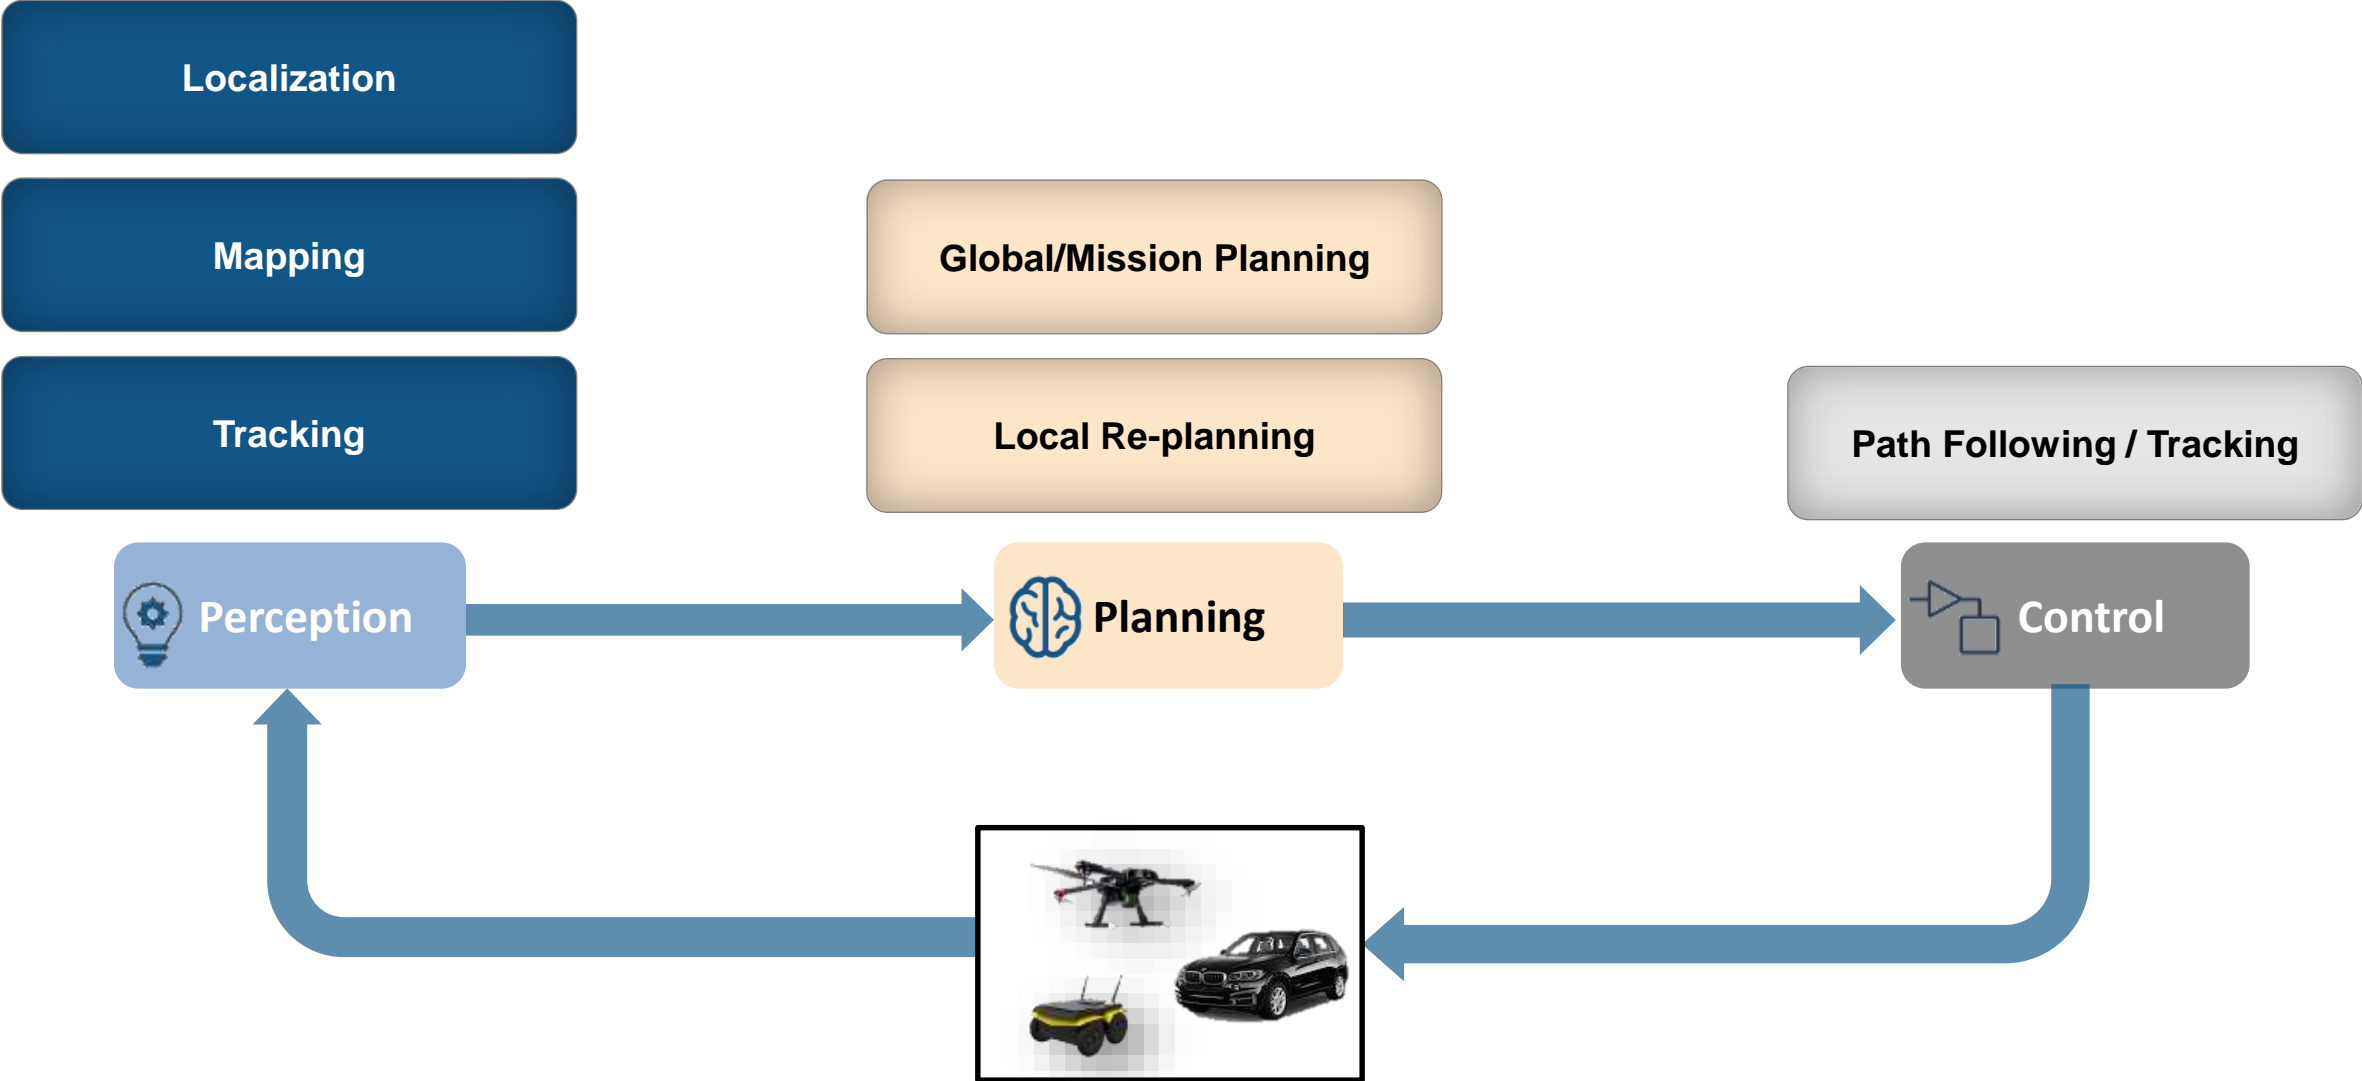 Localization
Mapping
Global/Mission Planning
Tracking
Local Re-planning
Path Following / Tracking
Perception
Planning
Control